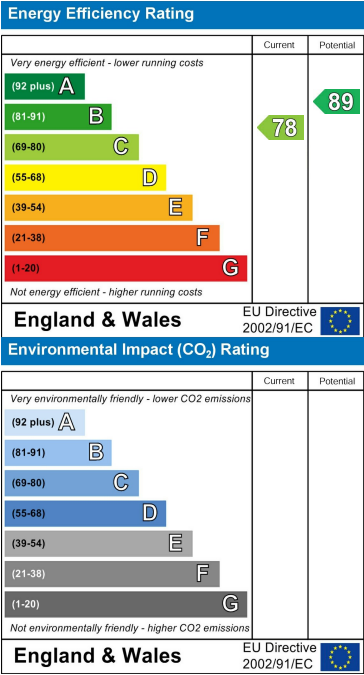 Energy Efficiency Rating
Current Potential
Very energy efficient - lower running costs
(92 plus) A
(81-91) B
(69-80) C
(55-68) D
(39-54) E
(21-38) F
(1-20) G
78
89
Not energy efficient - higher running costs
England & Wales
EU Directive
2002/91/EC
Environmental Impact (CO₂) Rating
Current Potential
Very environmentally friendly - lower CO2 emissions
(92 plus) A
(81-91) B
(69-80) C
(55-68) D
(39-54) E
(21-38) F
(1-20) G
Not environmentally friendly - higher CO2 emissions
England & Wales
EU Directive
2002/91/EC